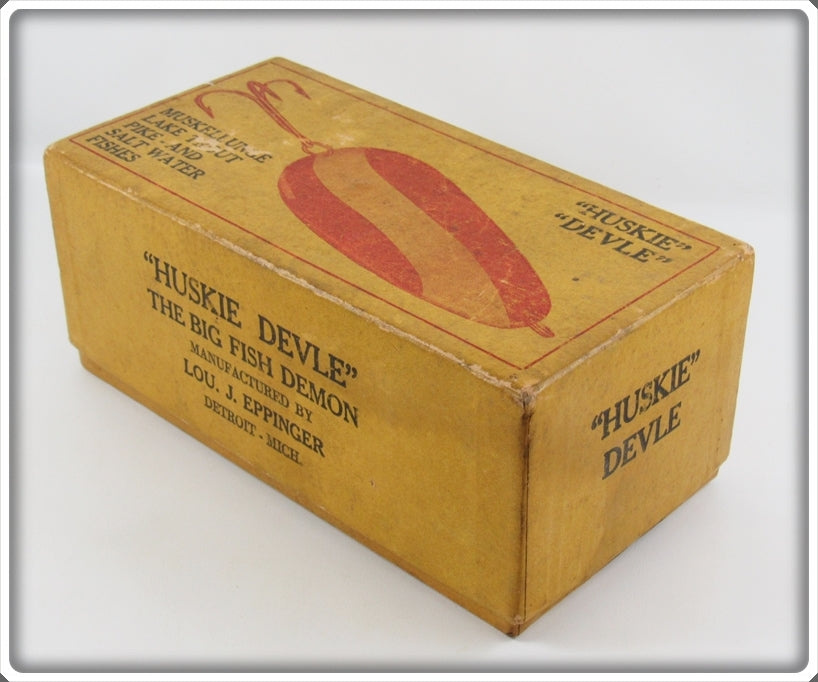 MUSKELLUNGE
LAKE TROUT
PIKE - AND
SALT WATER
FISHES
"HUSKIE"
"DEVLE"
"HUSKIE DEVLE"
THE BIG FISH DEMON
MANUFACTURED BY
LOU. J. EPPINGER
DETROIT - MICH.
"HUSKIE"
DEVLE